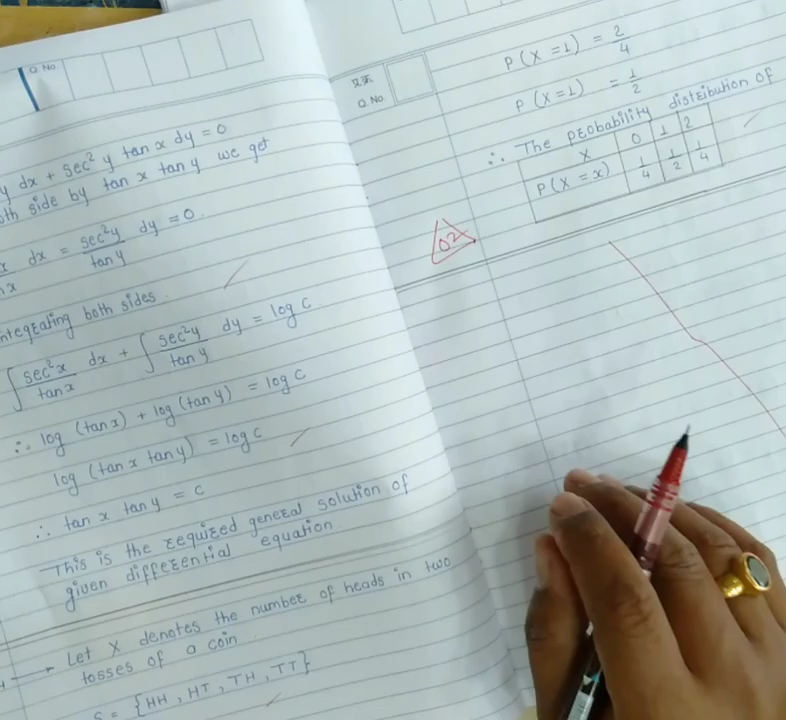 Q No.
y dx + sec² y tan x dy = 0
side by tan x tan y we get
dx = sec²y/tan y dy = 0.
integrating both sides
∫ sec²x/tan x dx + ∫ sec²y/tan y dy = log c
∴ log (tan x) + log (tan y) = log c
log (tan x tan y) = log c
∴ tan x tan y = c
This is the required general solution of
given differential equation
Let X denotes the number of heads in two
tosses of a coin
S = {HH, HT, TH, TT}
Q No.
P(X=1) = 2/4
P(X=1) = 1/2
∴ The probability distribution of
X 0 1 2
P(X=x) 1/4 1/2 1/4
02